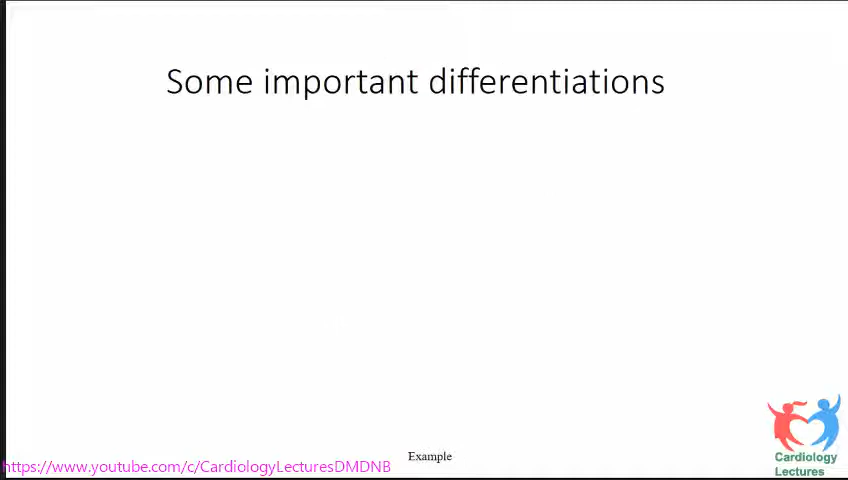 Some important differentiations
Example
https://www.youtube.com/c/CardiologyLecturesDMDNB
Cardiology
Lectures